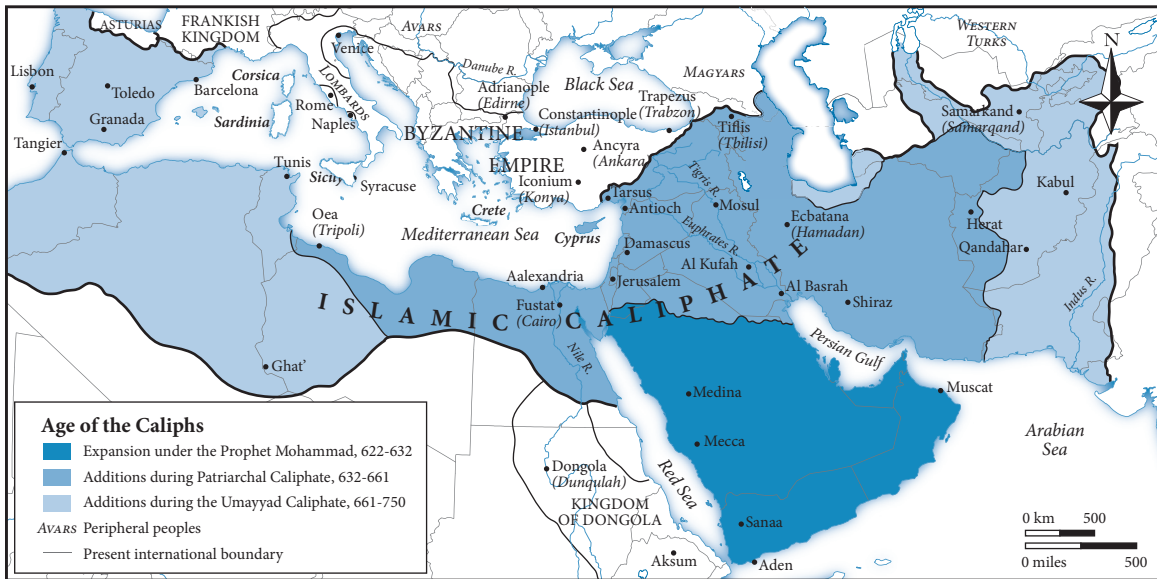 ASTURIAS
FRANKISH
KINGDOM
AVARS
WESTERN
TURKS
N
Venice
Lisbon
Toledo
Corsica
Barcelona
LOMBARDS
Danube R.
Adrianople
(Edirne)
Black Sea
MAGYARS
Granada
Sardinia
Rome
Naples
Constantinople
(Istanbul)
Trapezus
(Trabzon)
Tiflis
(Tbilisi)
Samarkand
(Samarqand)
Tangier
BYZANTINE
EMPIRE
Ancyra
(Ankara
Tunis
Sicily
Syracuse
Iconium
(Konya)
Tarsus
Antioch
Tigris R.
Mosul
Kabul
Oea
(Tripoli)
Crete
Mediterranean Sea
Cyprus
Euphrates R.
Ecbatana
(Hamadan)
Herat
Qandahar
Damascus
Al Kufah
Aalexandria
Jerusalem
Al Basrah
Shiraz
Indus R.
ISLAMIC CALIPHATE
Fustat
(Cairo)
Nile R.
Persian Gulf
Ghat'
Medina
Muscat
Mecca
Arabian
Sea
Red Sea
Dongola
(Dunqulah)
KINGDOM
OF DONGOLA
Sanaa
Aksum
Aden
Age of the Caliphs
Expansion under the Prophet Mohammad, 622-632
Additions during Patriarchal Caliphate, 632-661
Additions during the Umayyad Caliphate, 661-750
AVARS Peripheral peoples
Present international boundary
0 km 500
0 miles 500